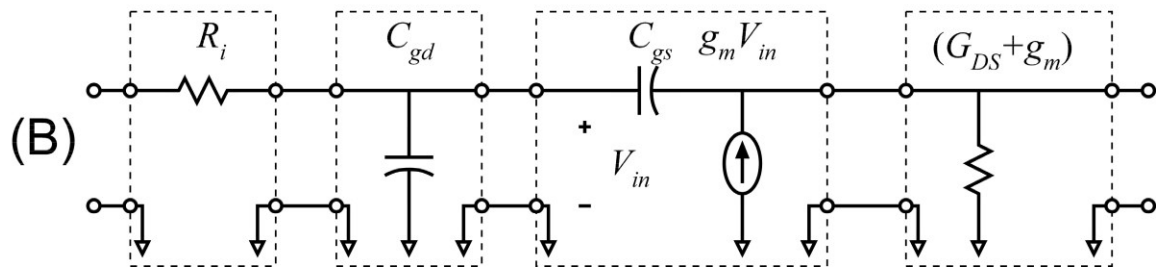 R_i C_gd C_gs g_m V_in (G_DS+g_m)
(B)
+
V_in
−